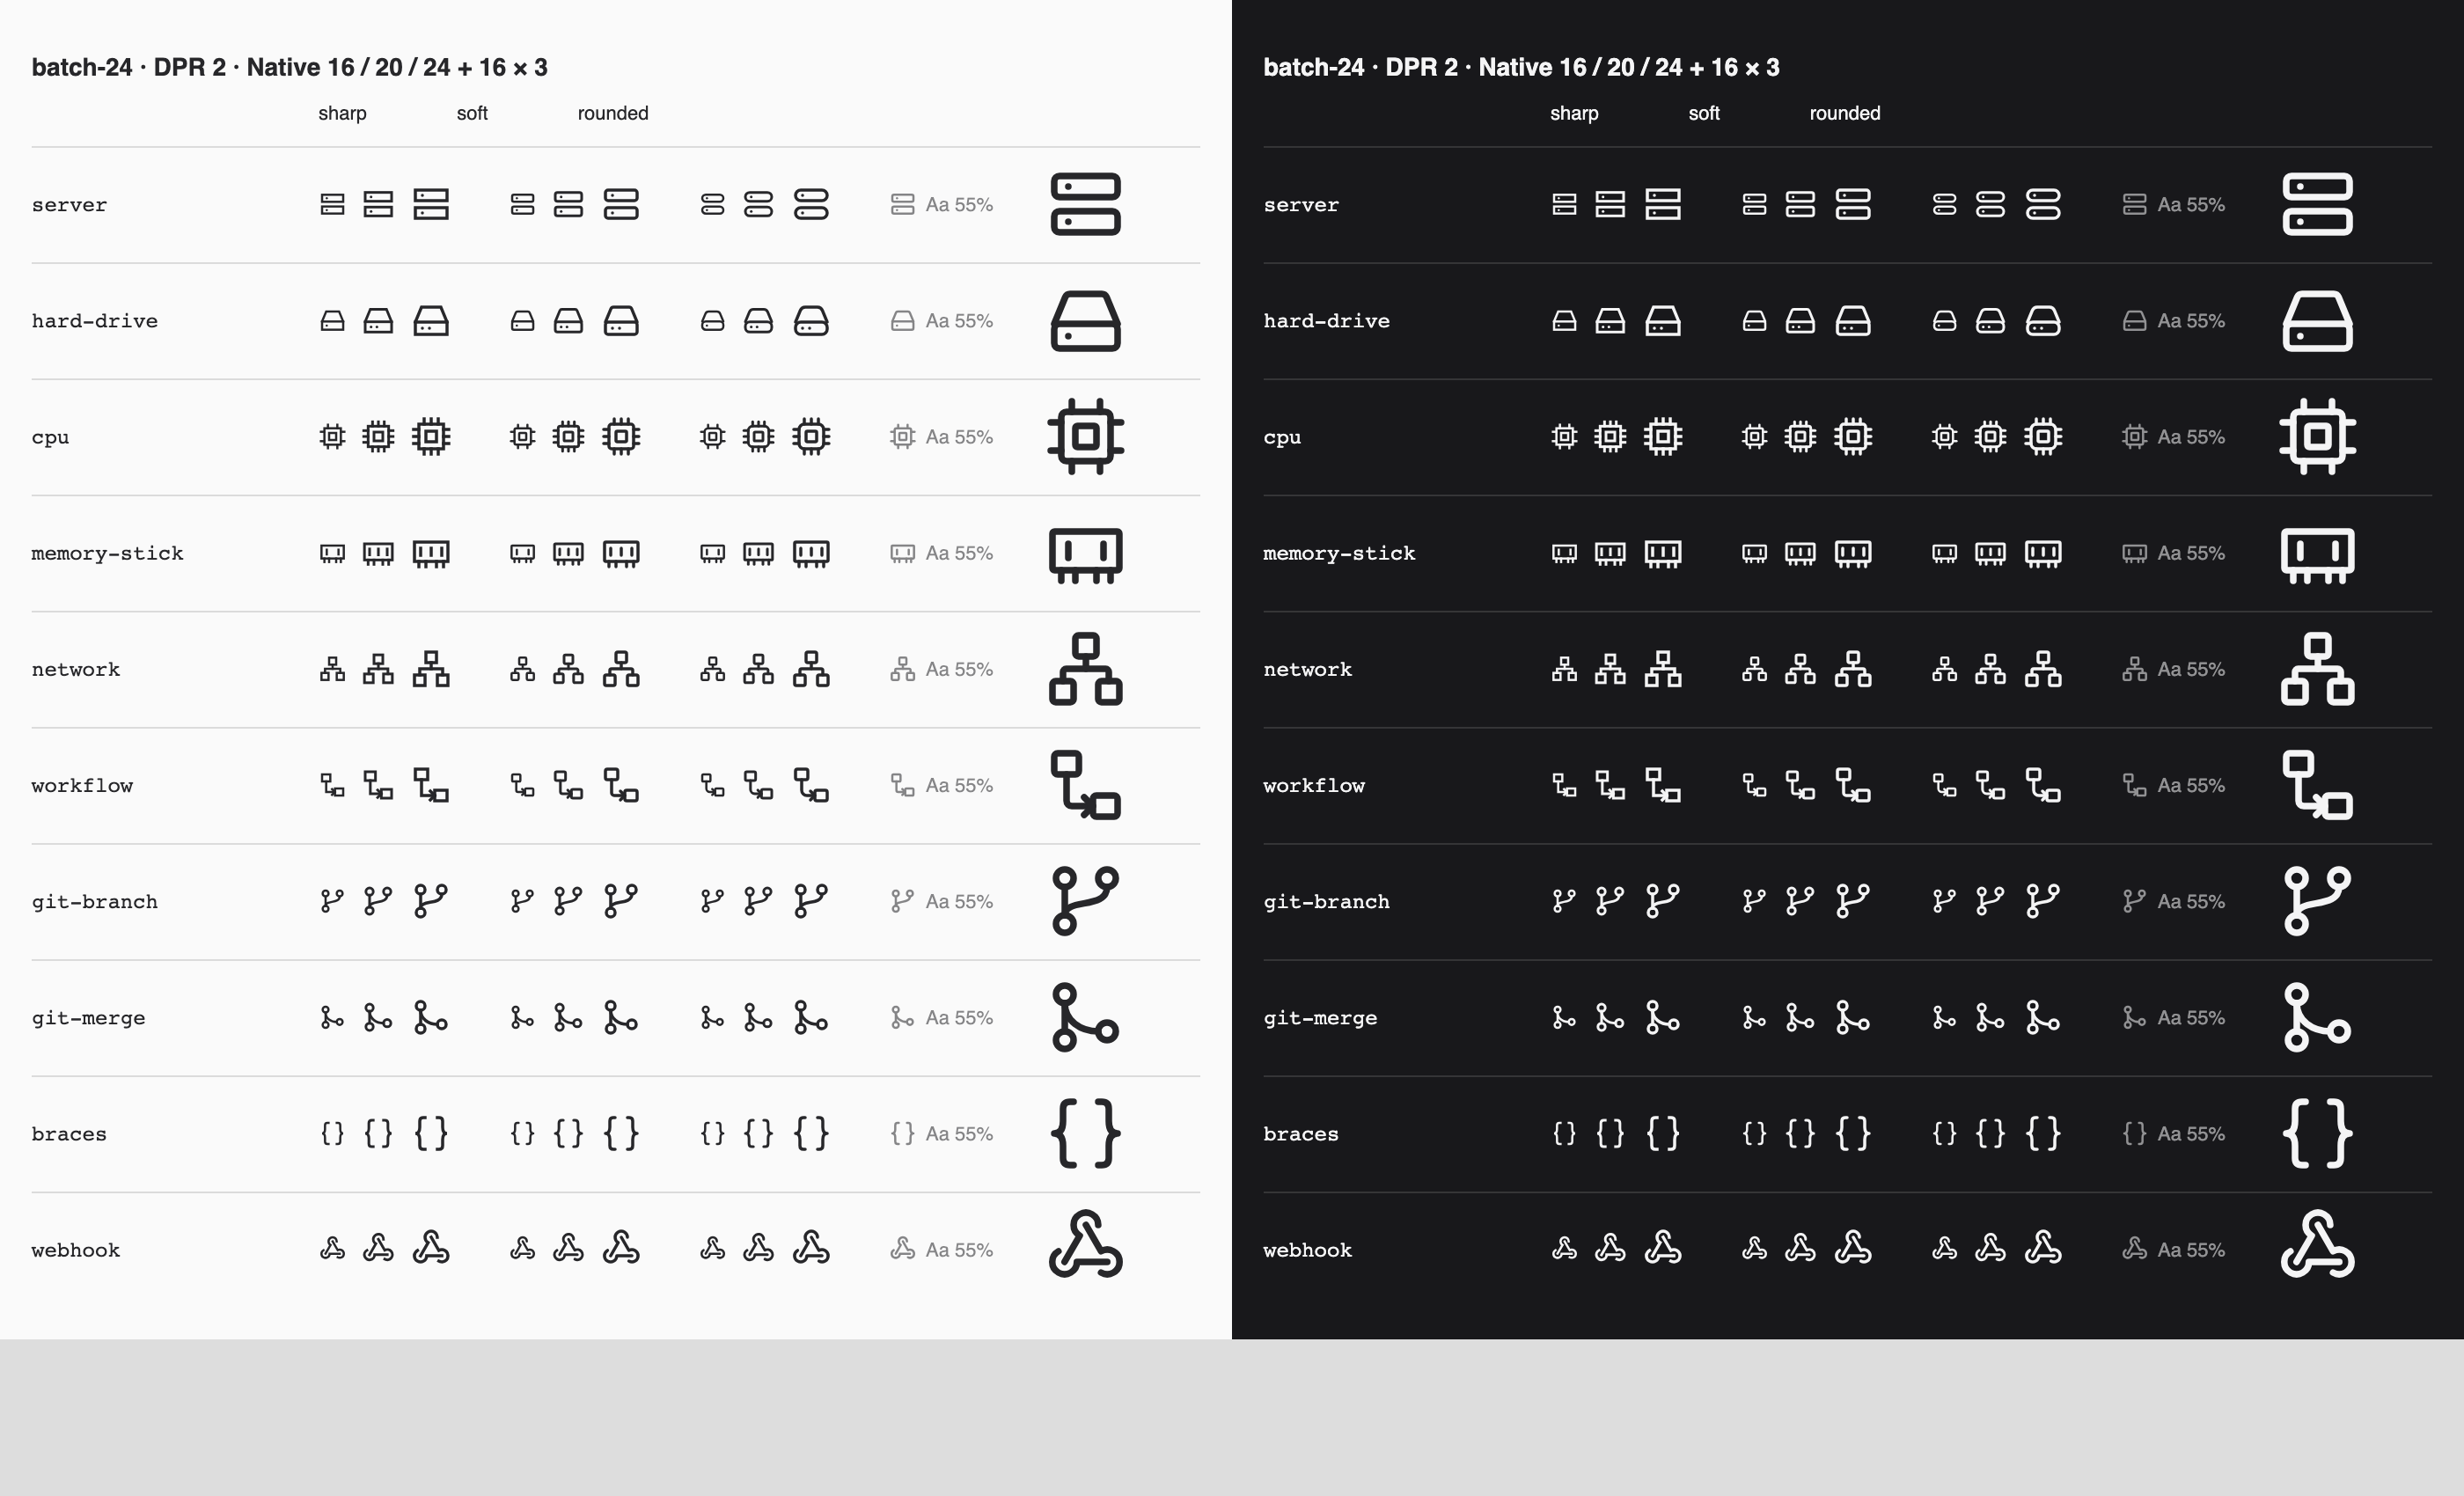 batch-24 · DPR 2 · Native 16 / 20 / 24 + 16 × 3
sharp soft rounded
server Aa 55%
hard-drive Aa 55%
cpu Aa 55%
memory-stick Aa 55%
network Aa 55%
workflow Aa 55%
git-branch Aa 55%
git-merge Aa 55%
braces Aa 55%
webhook Aa 55%
batch-24 · DPR 2 · Native 16 / 20 / 24 + 16 × 3
sharp soft rounded
server Aa 55%
hard-drive Aa 55%
cpu Aa 55%
memory-stick Aa 55%
network Aa 55%
workflow Aa 55%
git-branch Aa 55%
git-merge Aa 55%
braces Aa 55%
webhook Aa 55%